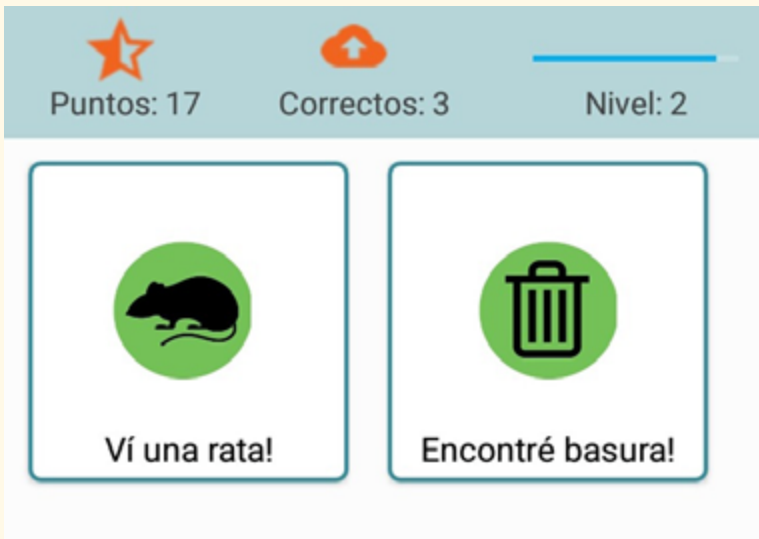 Puntos: 17
Correctos: 3
Nivel: 2
Ví una rata!
Encontré basura!